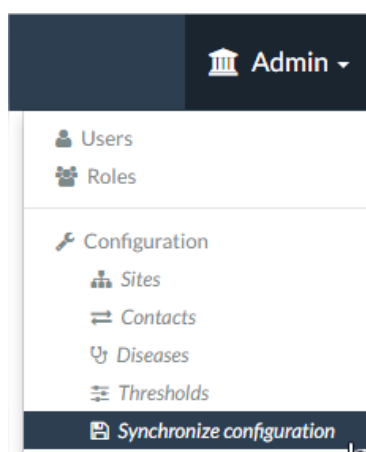 Admin
Users
Roles
Configuration
Sites
Contacts
Diseases
Thresholds
Synchronize configuration